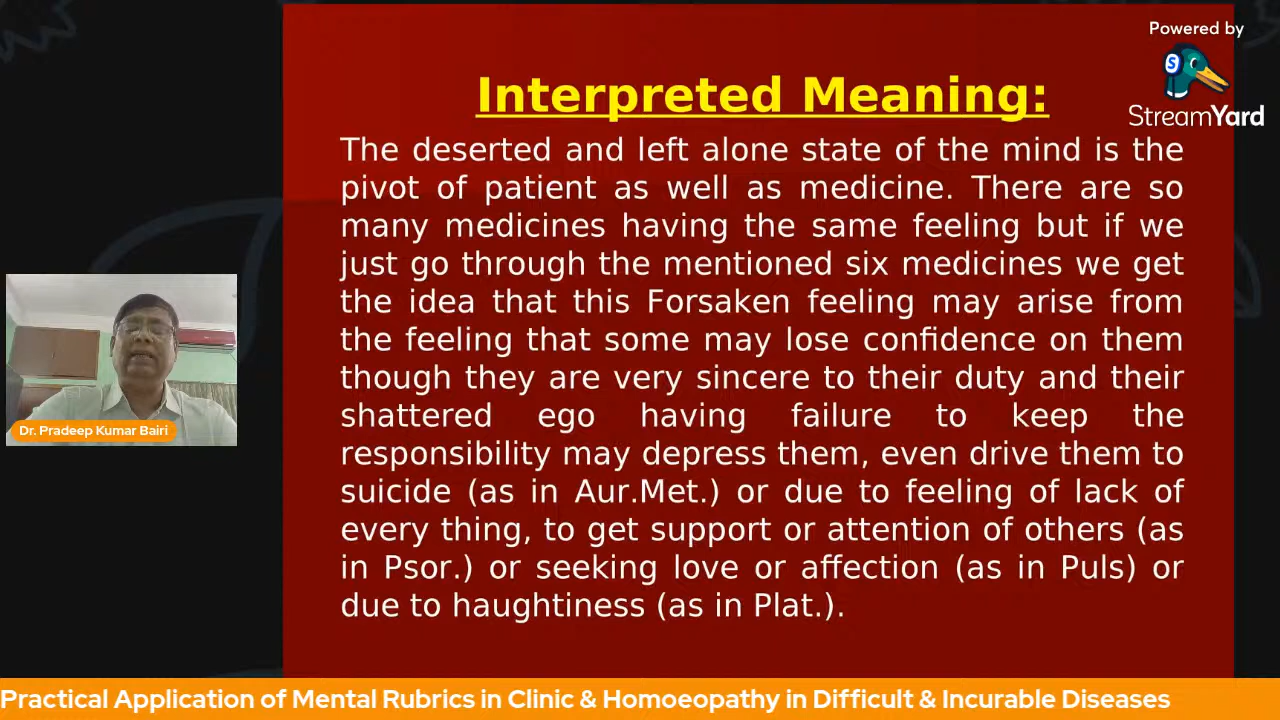 Powered by
S
StreamYard
Interpreted Meaning:
The deserted and left alone state of the mind is the
pivot of patient as well as medicine. There are so
many medicines having the same feeling but if we
just go through the mentioned six medicines we get
the idea that this Forsaken feeling may arise from
the feeling that some may lose confidence on them
though they are very sincere to their duty and their
shattered ego having failure to keep the
responsibility may depress them, even drive them to
suicide (as in Aur.Met.) or due to feeling of lack of
every thing, to get support or attention of others (as
in Psor.) or seeking love or affection (as in Puls) or
due to haughtiness (as in Plat.).
Dr. Pradeep Kumar Bairi
Practical Application of Mental Rubrics in Clinic & Homoeopathy in Difficult & Incurable Diseases